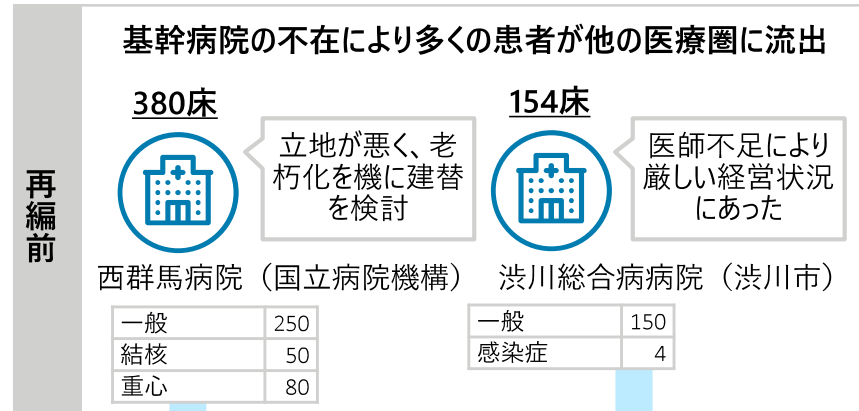 基幹病院の不在により多くの患者が他の医療圏に流出
再編前
380床
立地が悪く、老
朽化を機に建替
を検討
西群馬病院（国立病院機構）
一般 250
結核 50
重心 80
154床
医師不足により
厳しい経営状況
にあった
渋川総合病病院（渋川市）
一般 150
感染症 4